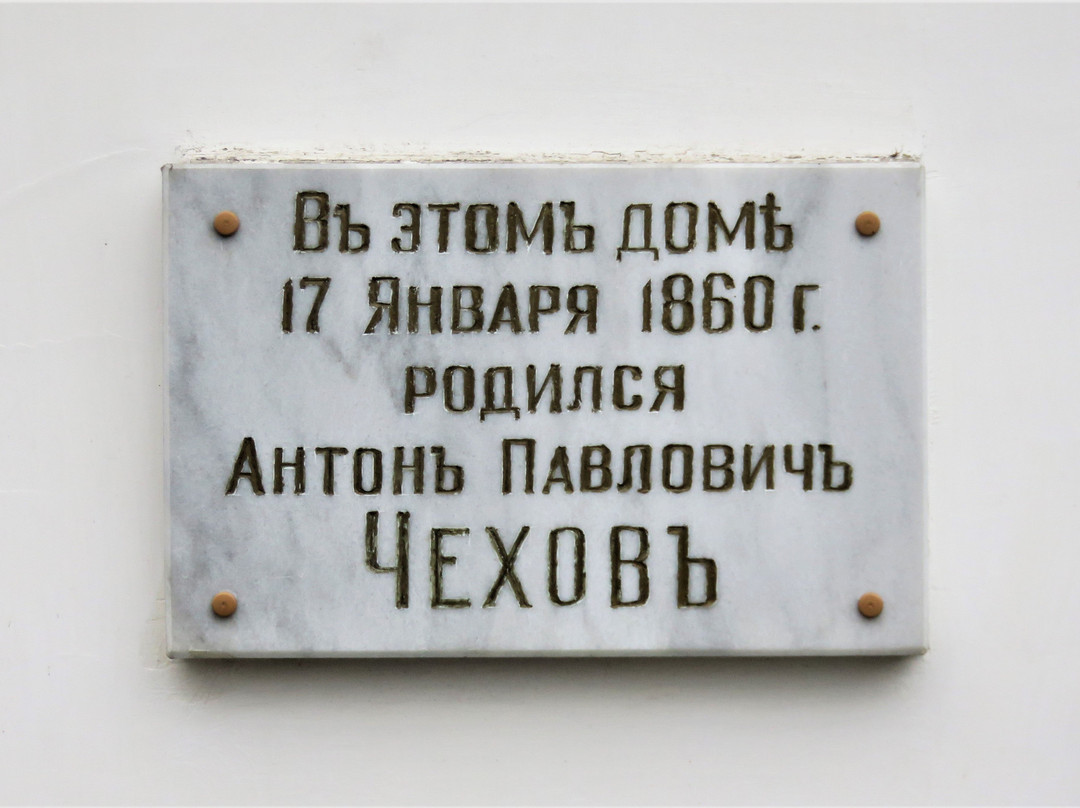 Въ этомъ домѣ
17 Января 1860 г.
родился
Антонъ Павловичъ
Чеховъ